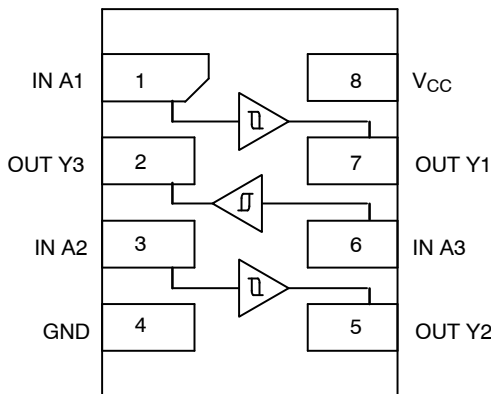 IN A1 1 8 VCC
OUT Y3 2 7 OUT Y1
IN A2 3 6 IN A3
GND 4 5 OUT Y2